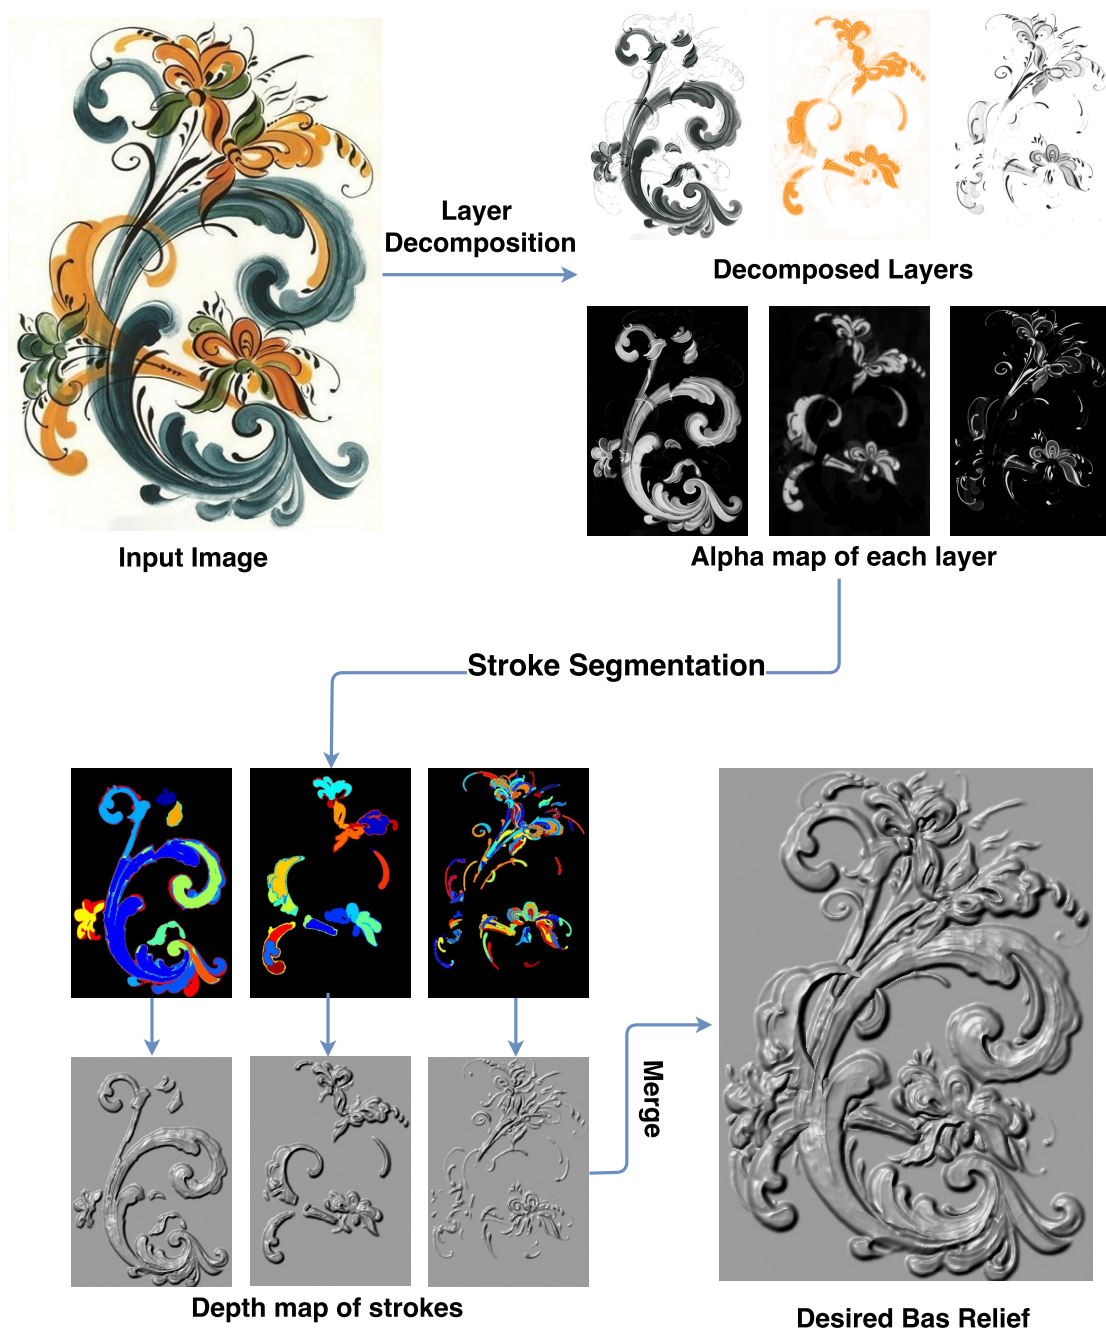 Layer
Decomposition
Decomposed Layers
Input Image
Alpha map of each layer
Stroke Segmentation
Merge
Depth map of strokes
Desired Bas Relief